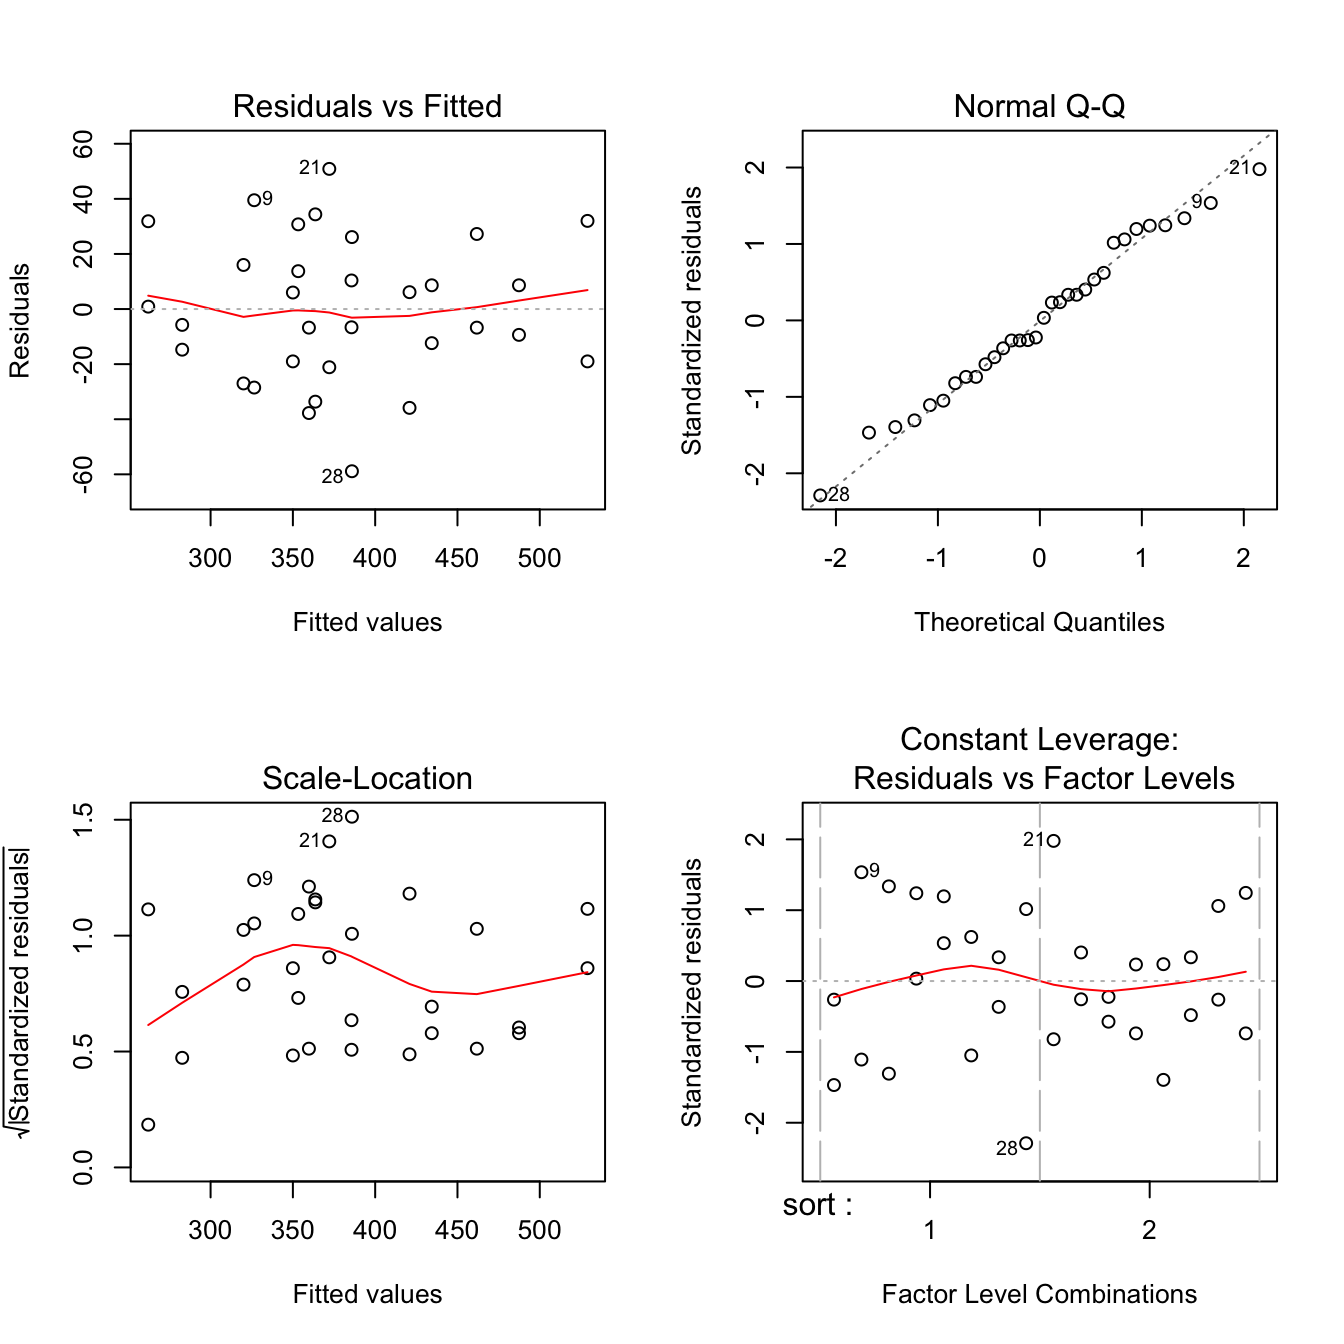 Residuals vs Fitted
Residuals
60
40
20
0
-20
-60
21
9
28
300 350 400 450 500
Fitted values
Normal Q-Q
Standardized residuals
2
1
0
-1
-2
21
9
28
-2 -1 0 1 2
Theoretical Quantiles
Scale-Location
√|Standardized residuals|
1.5
1.0
0.5
0.0
28
21
9
300 350 400 450 500
Fitted values
Constant Leverage:
Residuals vs Factor Levels
Standardized residuals
2
1
0
-1
-2
21
9
28
sort :
1 2
Factor Level Combinations